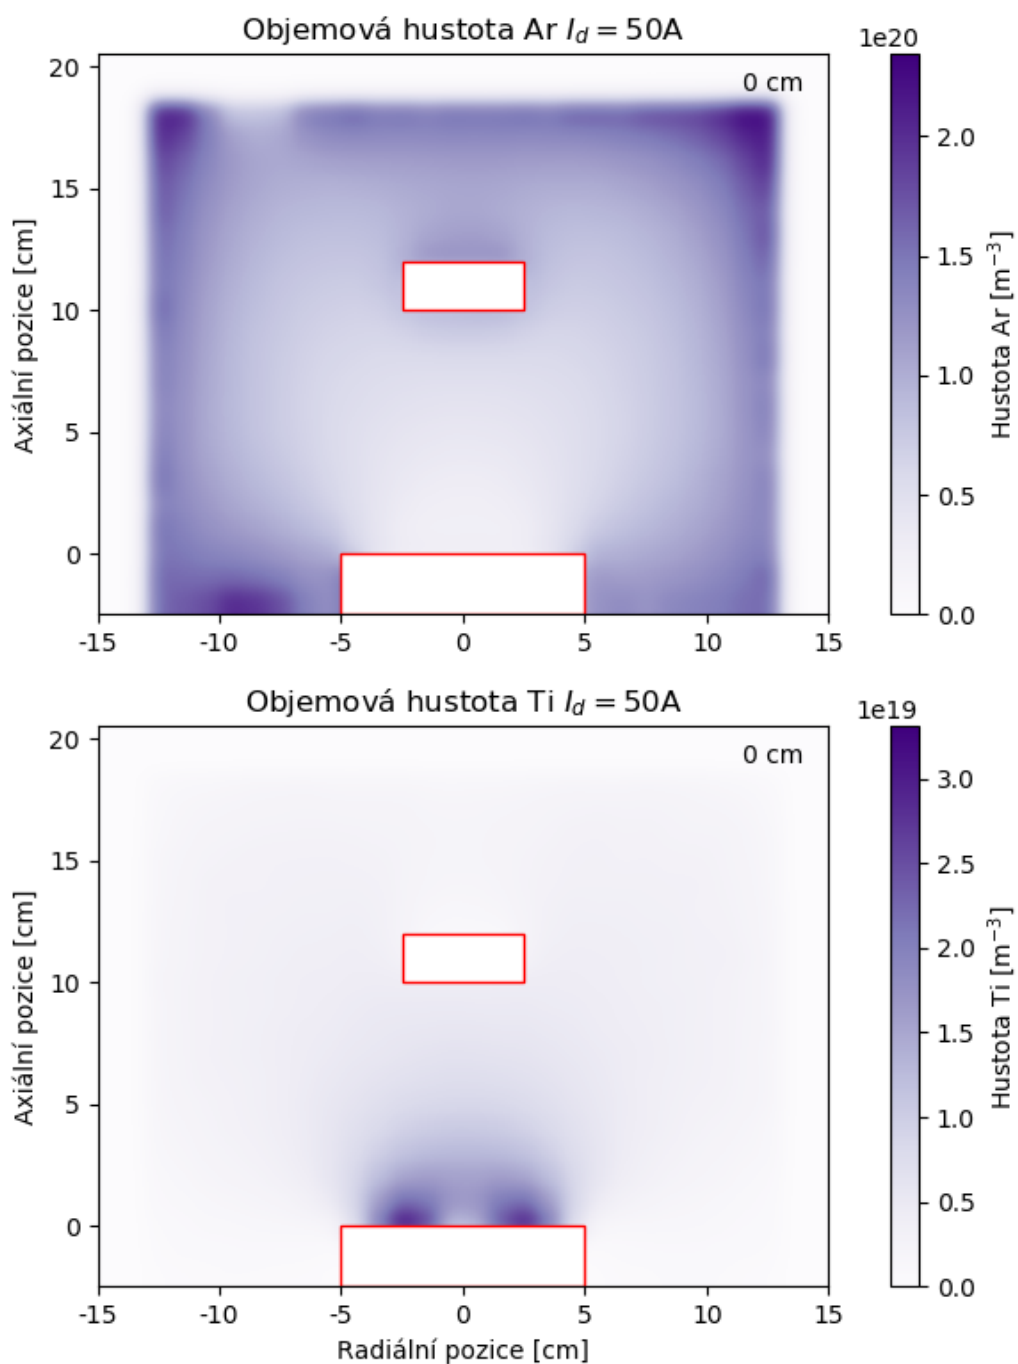 Objemová hustota Ar I_d = 50A
1e20
0 cm
20
15
10
5
0
Axiální pozice [cm]
-15 -10 -5 0 5 10 15
2.0
1.5
1.0
0.5
0.0
Hustota Ar [m⁻³]
Objemová hustota Ti I_d = 50A
1e19
0 cm
20
15
10
5
0
Axiální pozice [cm]
-15 -10 -5 0 5 10 15
Radiální pozice [cm]
3.0
2.5
2.0
1.5
1.0
0.5
0.0
Hustota Ti [m⁻³]